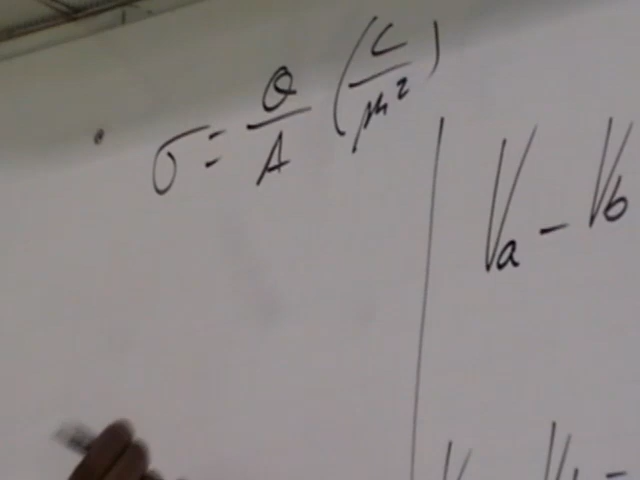 σ = Q/A (C/m²)
Va - Vb